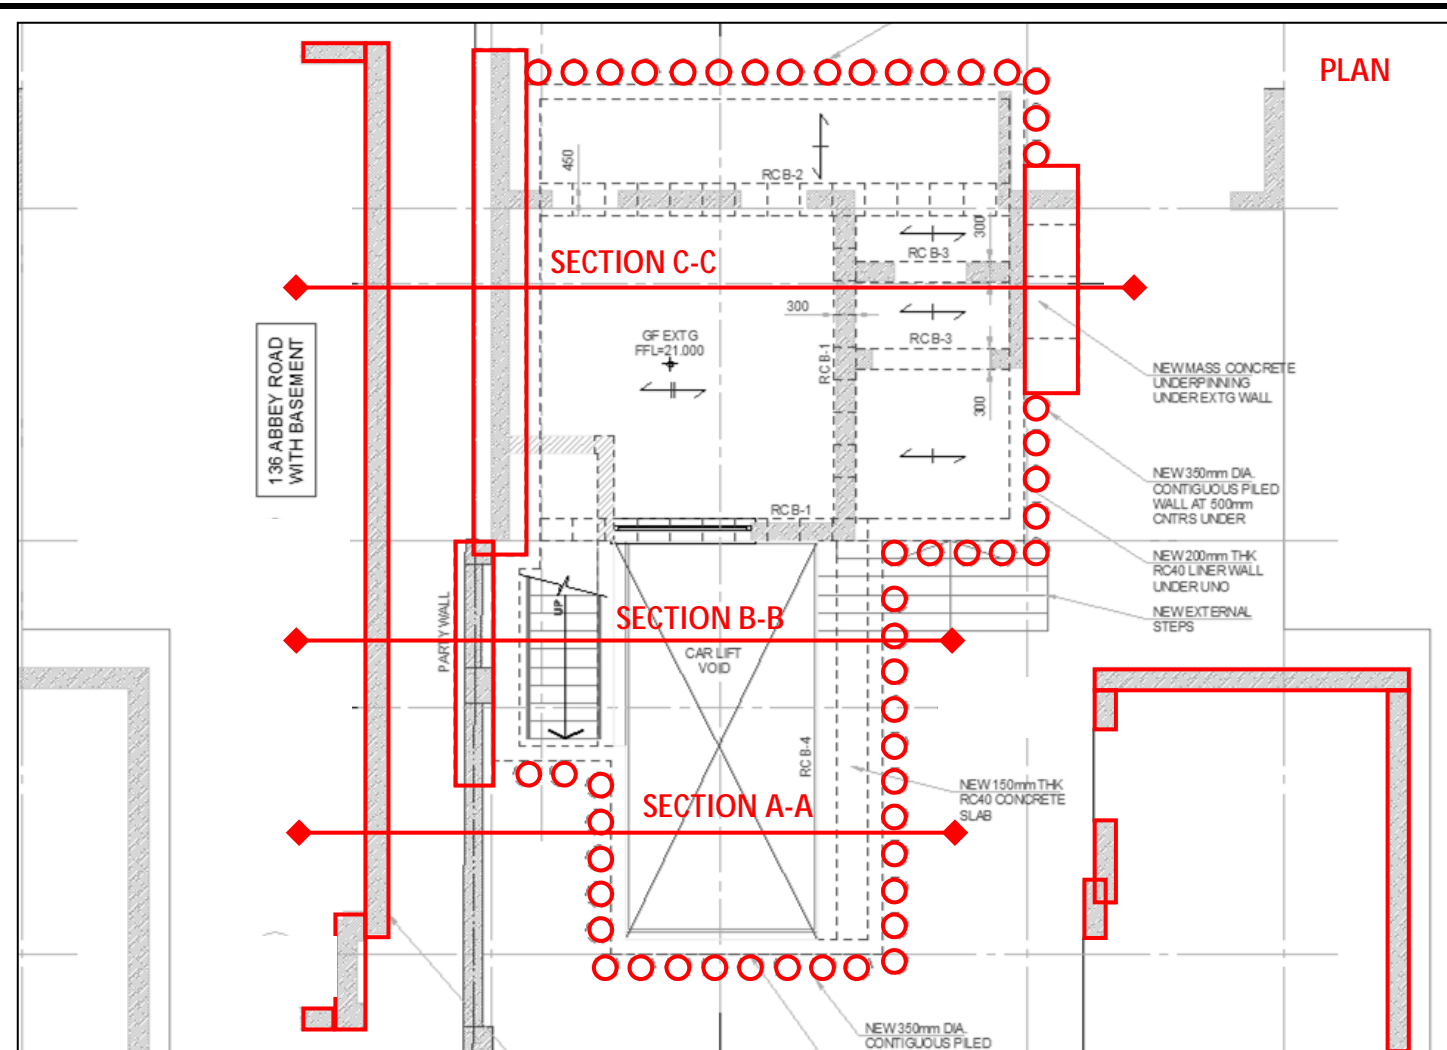 PLAN
450
RCB-2
300
RCB-3
SECTION C-C
300
GF EXTG
FFL=21.000
RCB-1
RCB-3
300
136 ABBEY ROAD
WITH BASEMENT
NEW MASS CONCRETE
UNDERPINNING
UNDER EXTG WALL
NEW 350mm DIA.
CONTIGUOUS PILED
WALL AT 500mm
CNTRS UNDER
RCB-1
NEW 200mm THK
RC40 LINER WALL
UNDER UNO
NEW EXTERNAL
STEPS
PARTY WALL
UP
SECTION B-B
CAR LIFT
VOID
RCB-4
NEW 150mm THK
RC40 CONCRETE
SLAB
SECTION A-A
NEW 350mm DIA.
CONTIGUOUS PILED